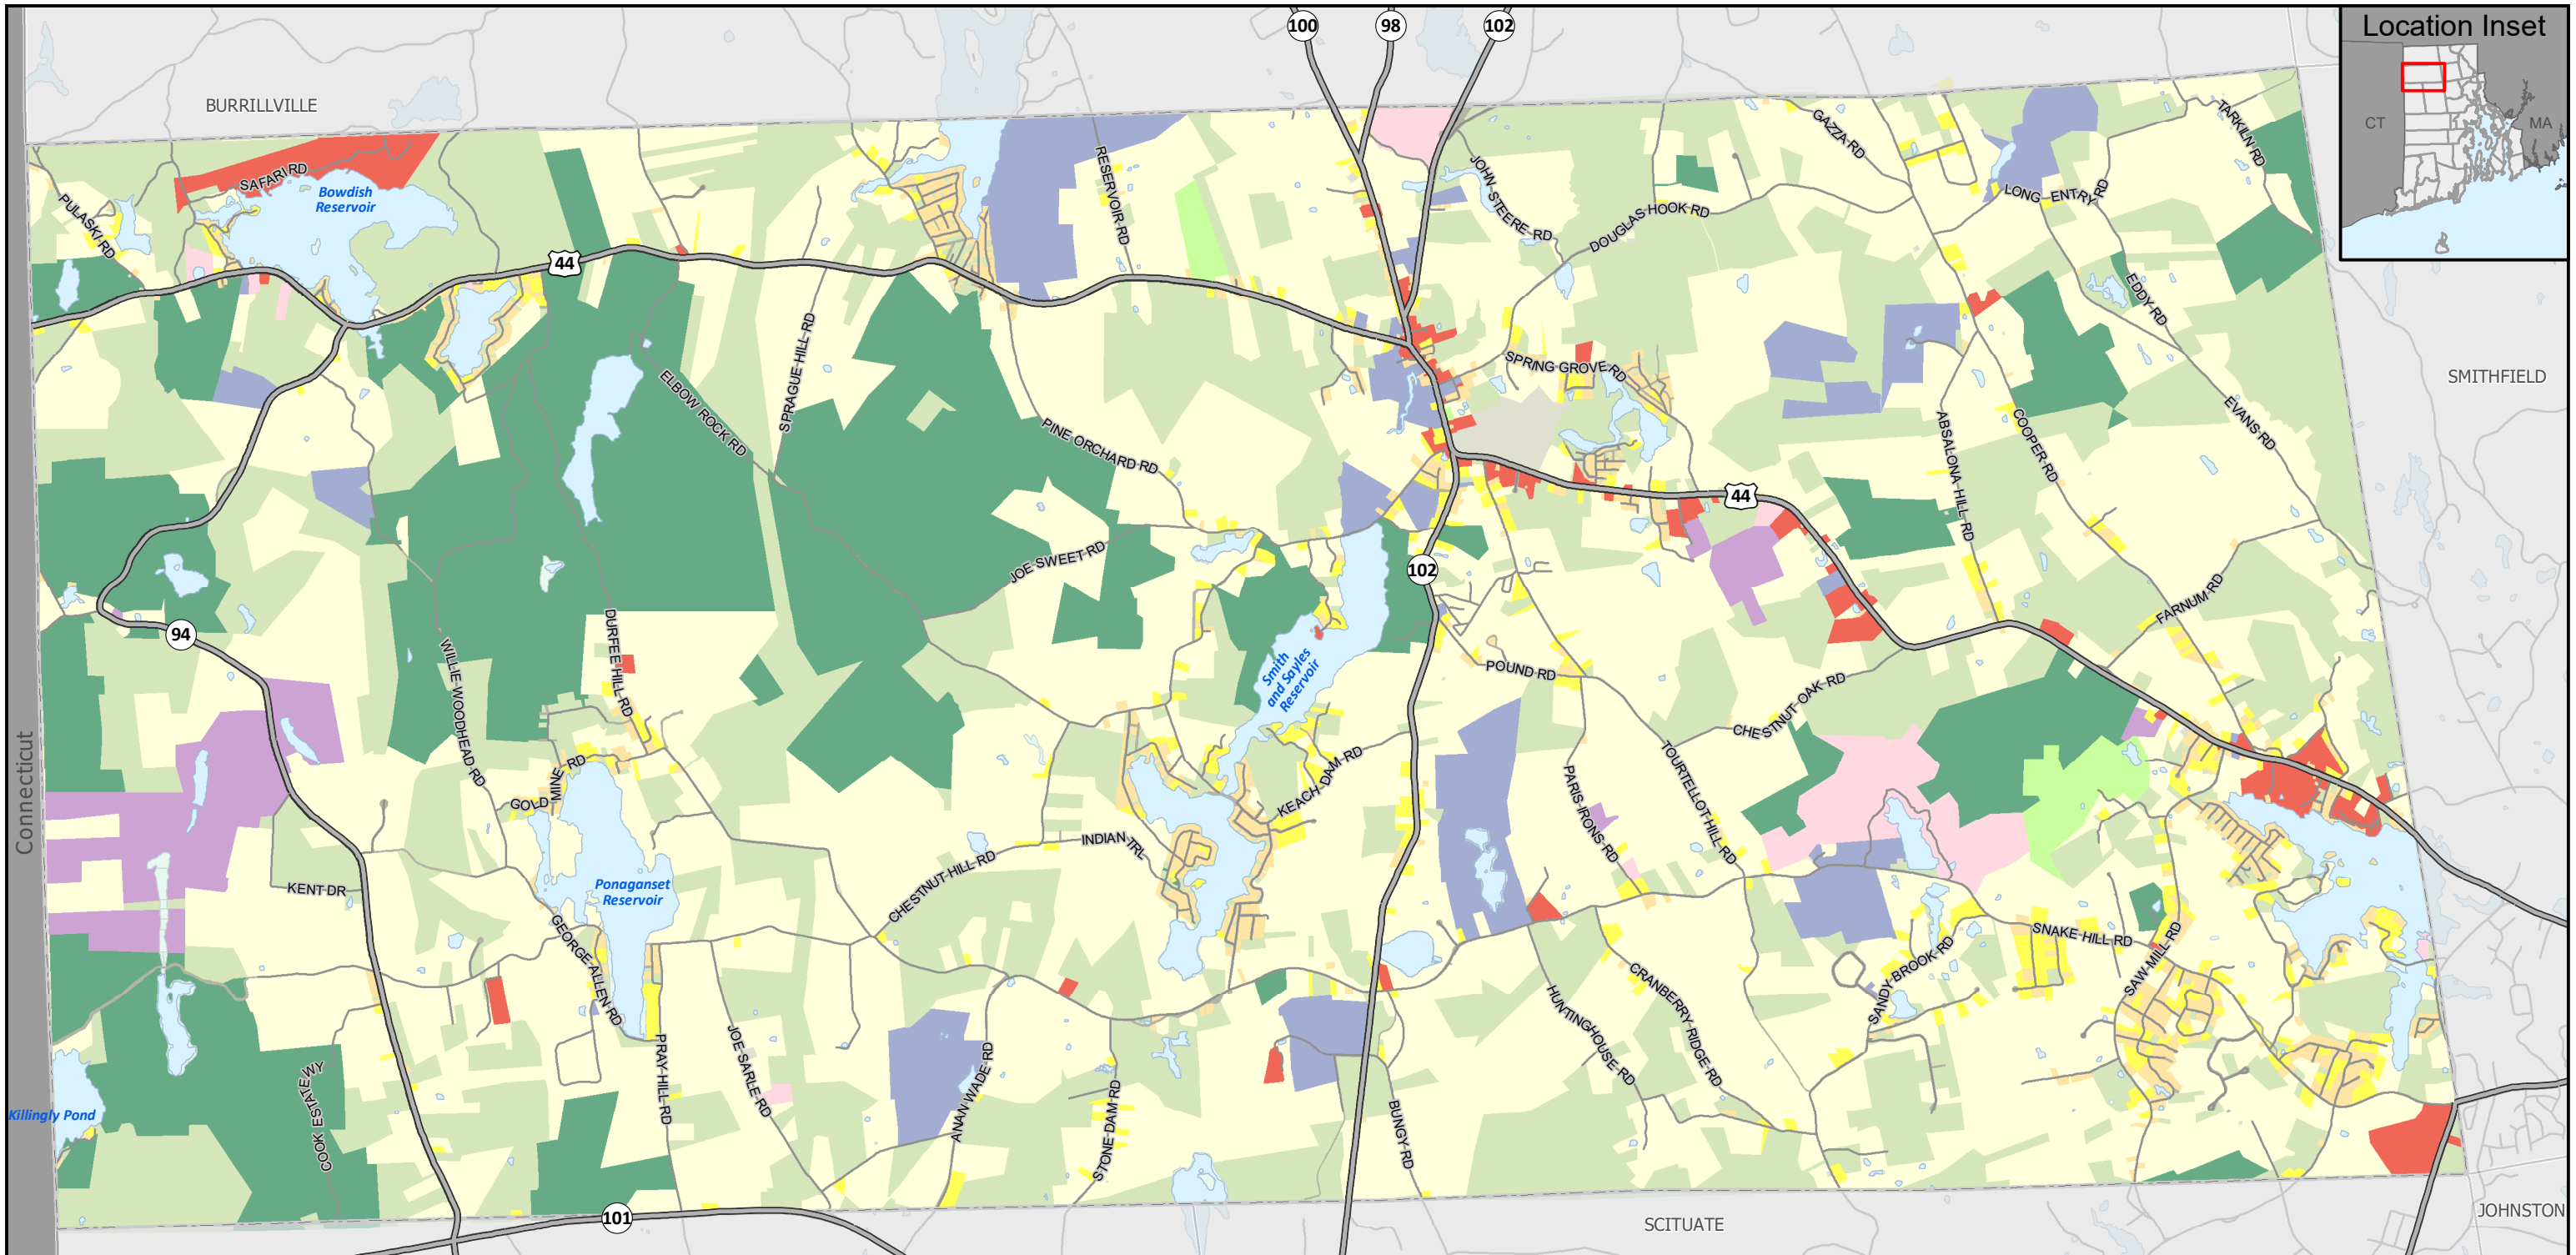 100
98
102
Location Inset
CT
MA
BURRILLVILLE
SAFARI RD
Bowdish
Reservoir
PULASKI RD
44
RESERVOIR RD
JOHN STEERE RD
DOUGLAS HOOK RD
GAZZA RD
TARKILN RD
LONG ENTRY RD
EDDY RD
SMITHFIELD
ELBOW ROCK RD
SPRAGUE HILL RD
PINE ORCHARD RD
SPRING GROVE RD
ABSALONA HILL RD
COOPER RD
EVANS RD
44
JOE SWEET RD
102
FARNUM RD
94
WILLIE WOODHEAD RD
DURFEE HILL RD
Smith
and Sayles
Reservoir
POUND RD
CHESTNUT OAK RD
Connecticut
GOLD MINE RD
KEACH DAM RD
PARIS IRONS RD
TOURTELLOT HILL RD
INDIAN TRL
KENT DR
Ponaganset
Reservoir
CHESTNUT HILL RD
GEORGE ALLEN RD
SNAKE HILL RD
SANDY BROOK RD
SAW MILL RD
HUNTINGHOUSE RD
CRANBERRY RIDGE RD
Killingly Pond
COOK ESTATE WY
PRAY HILL RD
JOE SARLE RD
ANAN WADE RD
STONE DAM RD
BUNGY RD
101
SCITUATE
JOHNSTON